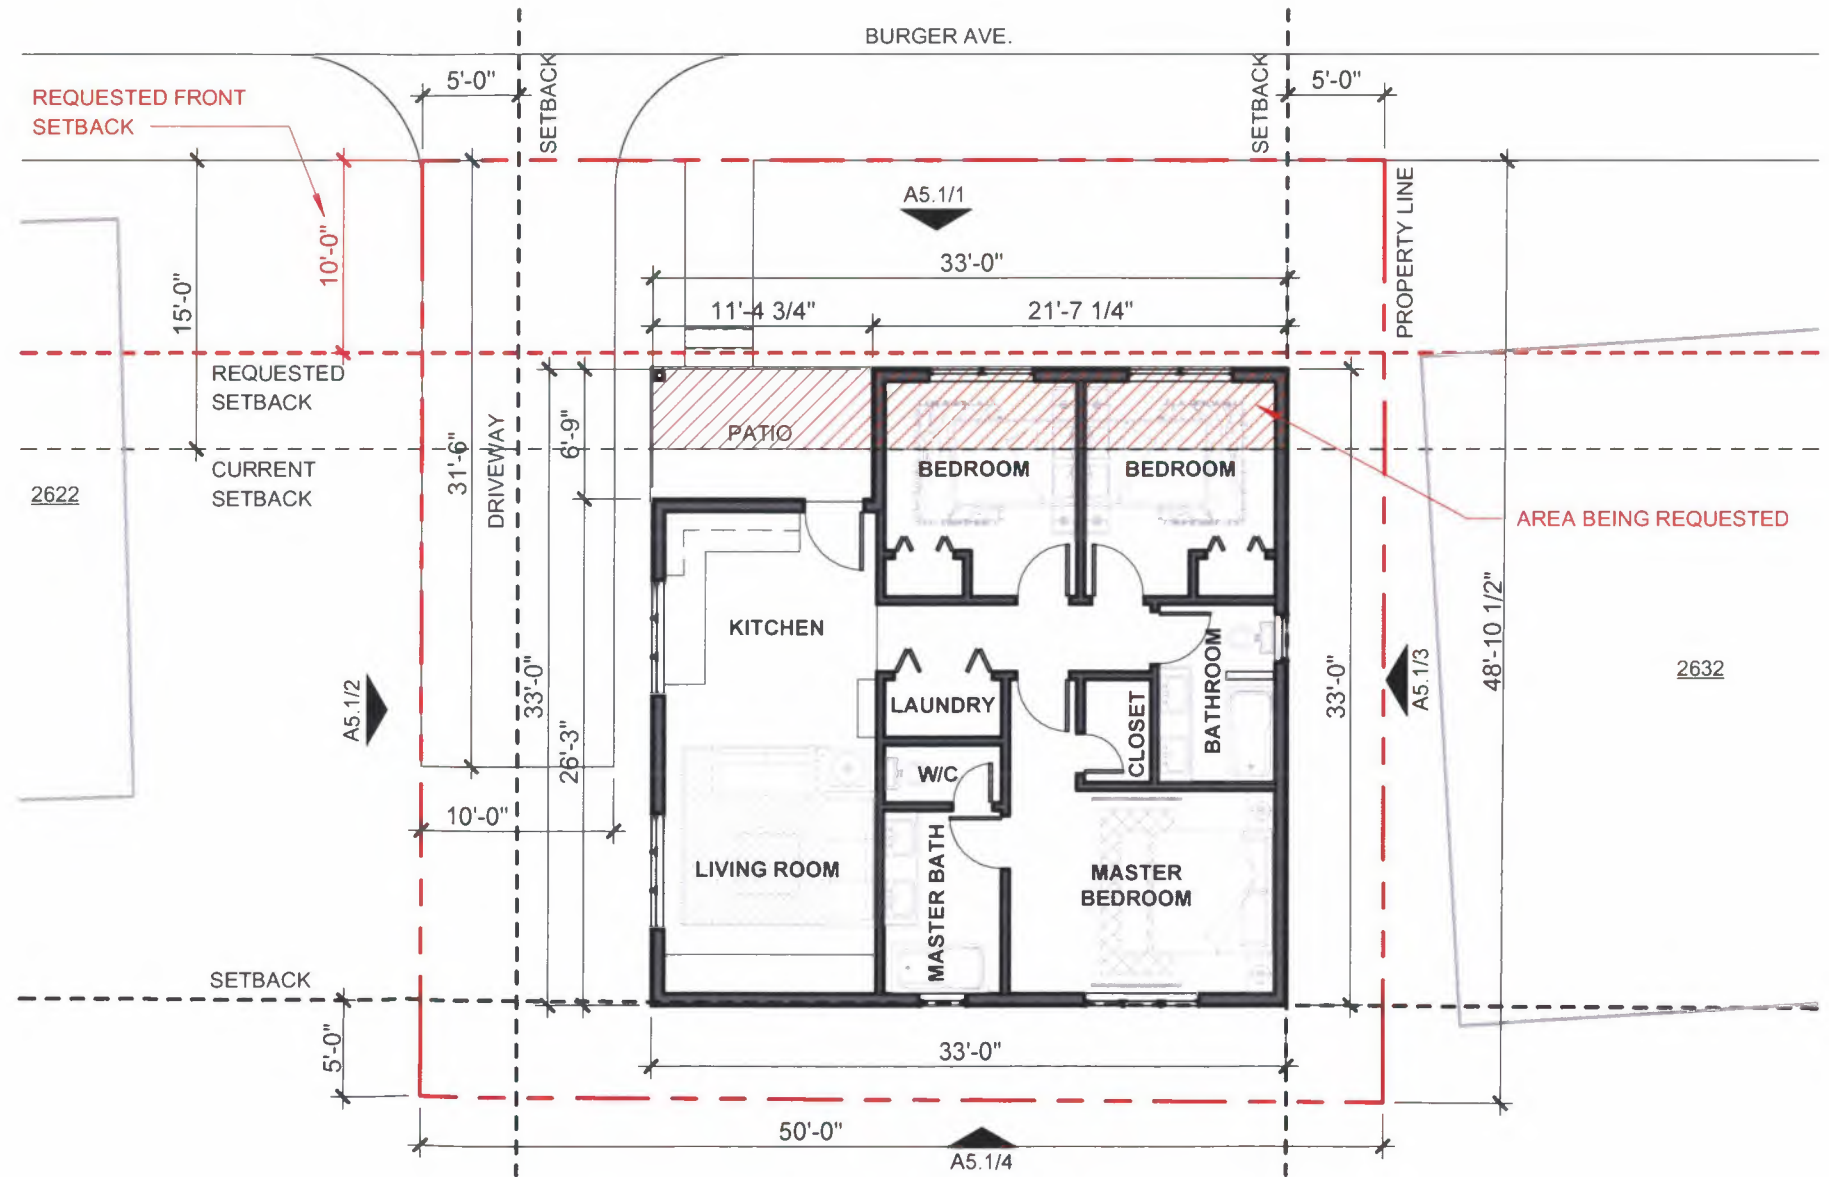 BURGER AVE.
5'-0"
SETBACK
SETBACK
5'-0"
REQUESTED FRONT
SETBACK
A5.1/1
PROPERTY LINE
10'-0"
15'-0"
33'-0"
11'-4 3/4"
21'-7 1/4"
REQUESTED
SETBACK
31'-6"
DRIVEWAY
6'-9"
PATIO
CURRENT
SETBACK
2622
BEDROOM
BEDROOM
AREA BEING REQUESTED
KITCHEN
BATHROOM
48'-10 1/2"
2632
A5.1/2
33'-0"
26'-3"
LAUNDRY
CLOSET
33'-0"
A5.1/3
W/C
10'-0"
LIVING ROOM
MASTER BATH
MASTER
BEDROOM
SETBACK
5'-0"
33'-0"
50'-0"
A5.1/4